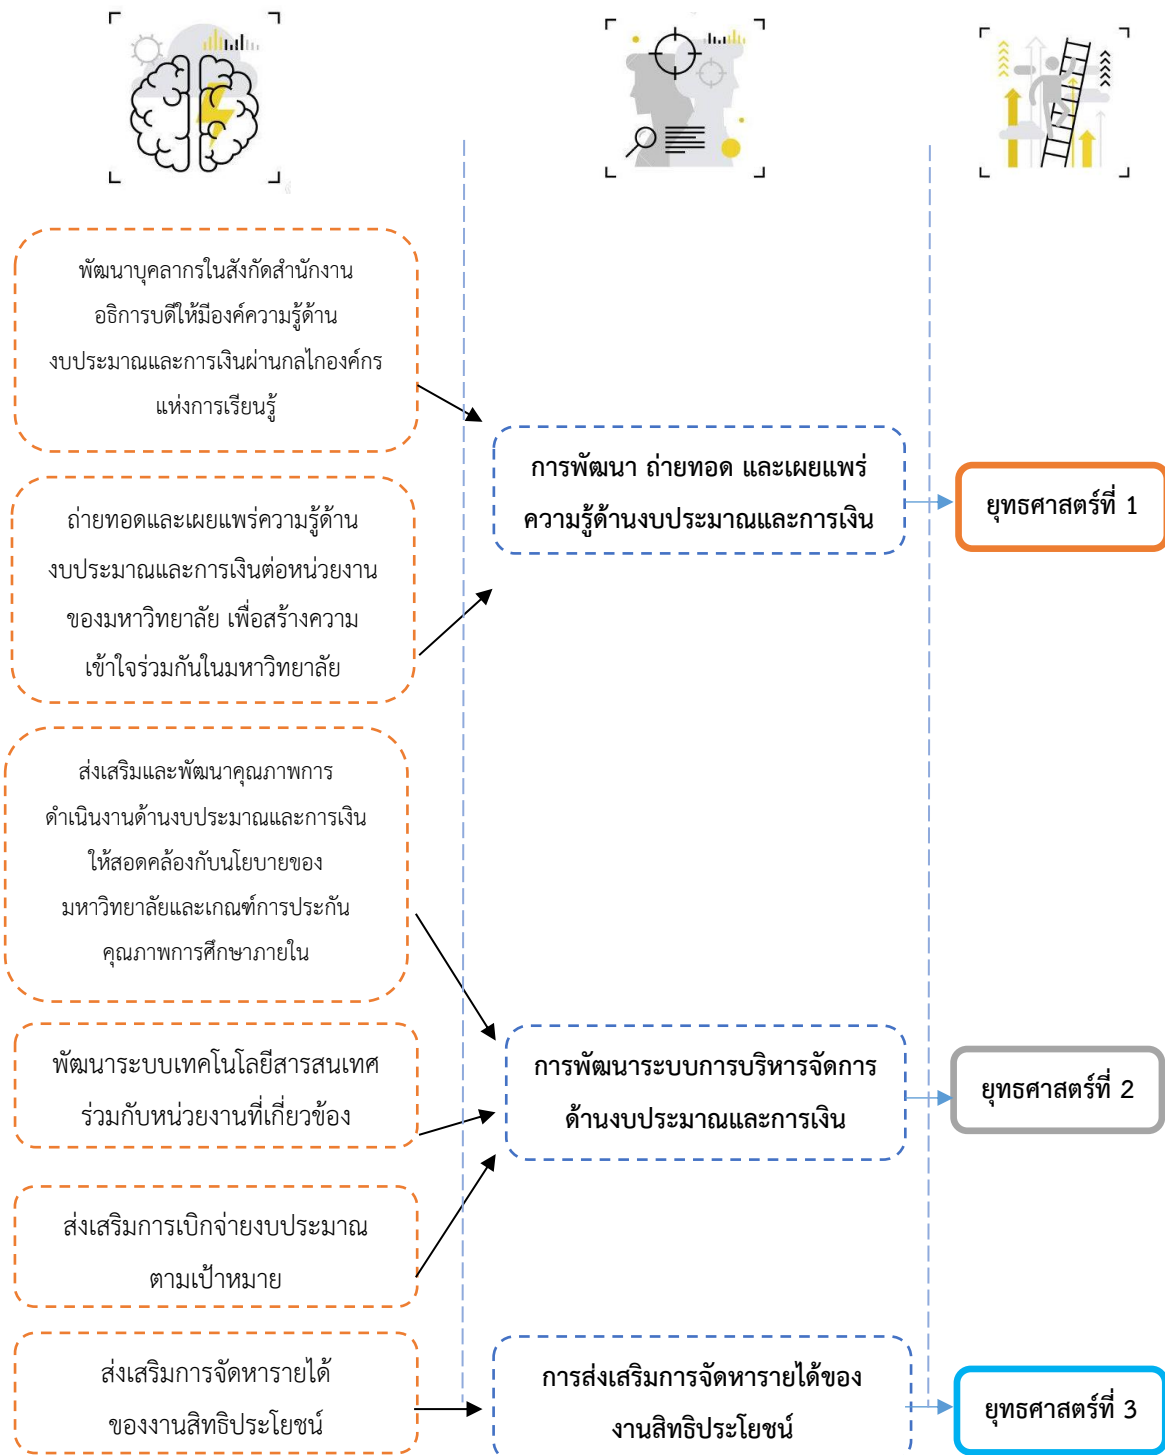 พัฒนาบุคลากรในสังกัดสำนักงาน
อธิการบดีให้มีองค์ความรู้ด้าน
งบประมาณและการเงินผ่านกลไกองค์กร
แห่งการเรียนรู้
การพัฒนา ถ่ายทอด และเผยแพร่
ความรู้ด้านงบประมาณและการเงิน
ยุทธศาสตร์ที่ 1
ถ่ายทอดและเผยแพร่ความรู้ด้าน
งบประมาณและการเงินต่อหน่วยงาน
ของมหาวิทยาลัย เพื่อสร้างความ
เข้าใจร่วมกันในมหาวิทยาลัย
ส่งเสริมและพัฒนาคุณภาพการ
ดำเนินงานด้านงบประมาณและการเงิน
ให้สอดคล้องกับนโยบายของ
มหาวิทยาลัยและเกณฑ์การประกัน
คุณภาพการศึกษาภายใน
พัฒนาระบบเทคโนโลยีสารสนเทศ
ร่วมกับหน่วยงานที่เกี่ยวข้อง
การพัฒนาระบบการบริหารจัดการ
ด้านงบประมาณและการเงิน
ยุทธศาสตร์ที่ 2
ส่งเสริมการเบิกจ่ายงบประมาณ
ตามเป้าหมาย
ส่งเสริมการจัดหารายได้
ของงานสิทธิประโยชน์
การส่งเสริมการจัดหารายได้ของ
งานสิทธิประโยชน์
ยุทธศาสตร์ที่ 3